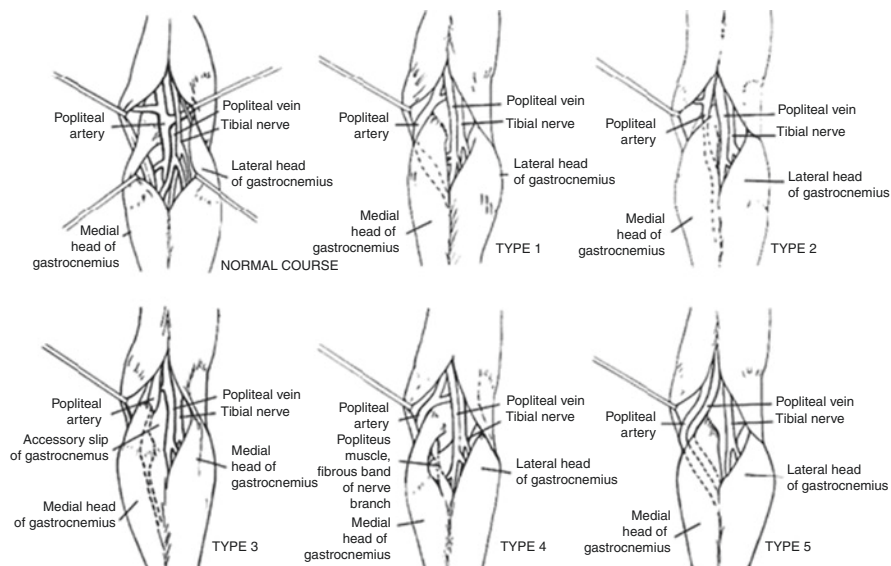 Popliteal
artery
Popliteal vein
Tibial nerve
Lateral head
of gastrocnemius
Medial
head of
gastrocnemius
NORMAL COURSE
Popliteal
artery
Popliteal vein
Tibial nerve
Lateral head
of gastrocnemius
Medial
head of
gastrocnemius
TYPE 1
Popliteal
artery
Popliteal vein
Tibial nerve
Lateral head
of gastrocnemius
Medial
head of
gastrocnemius
TYPE 2
Popliteal
artery
Accessory slip
of gastrocnemus
Popliteal vein
Tibial nerve
Medial
head of
gastrocnemius
Medial head
of gastrocnemius
TYPE 3
Popliteal
artery
Popliteus
muscle,
fibrous band
of nerve
branch
Popliteal vein
Tibial nerve
Lateral head
of gastrocnemius
Medial
head of
gastrocnemius
TYPE 4
Popliteal
artery
Popliteal vein
Tibial nerve
Lateral head
of gastrocnemius
Medial
head of
gastrocnemius
TYPE 5